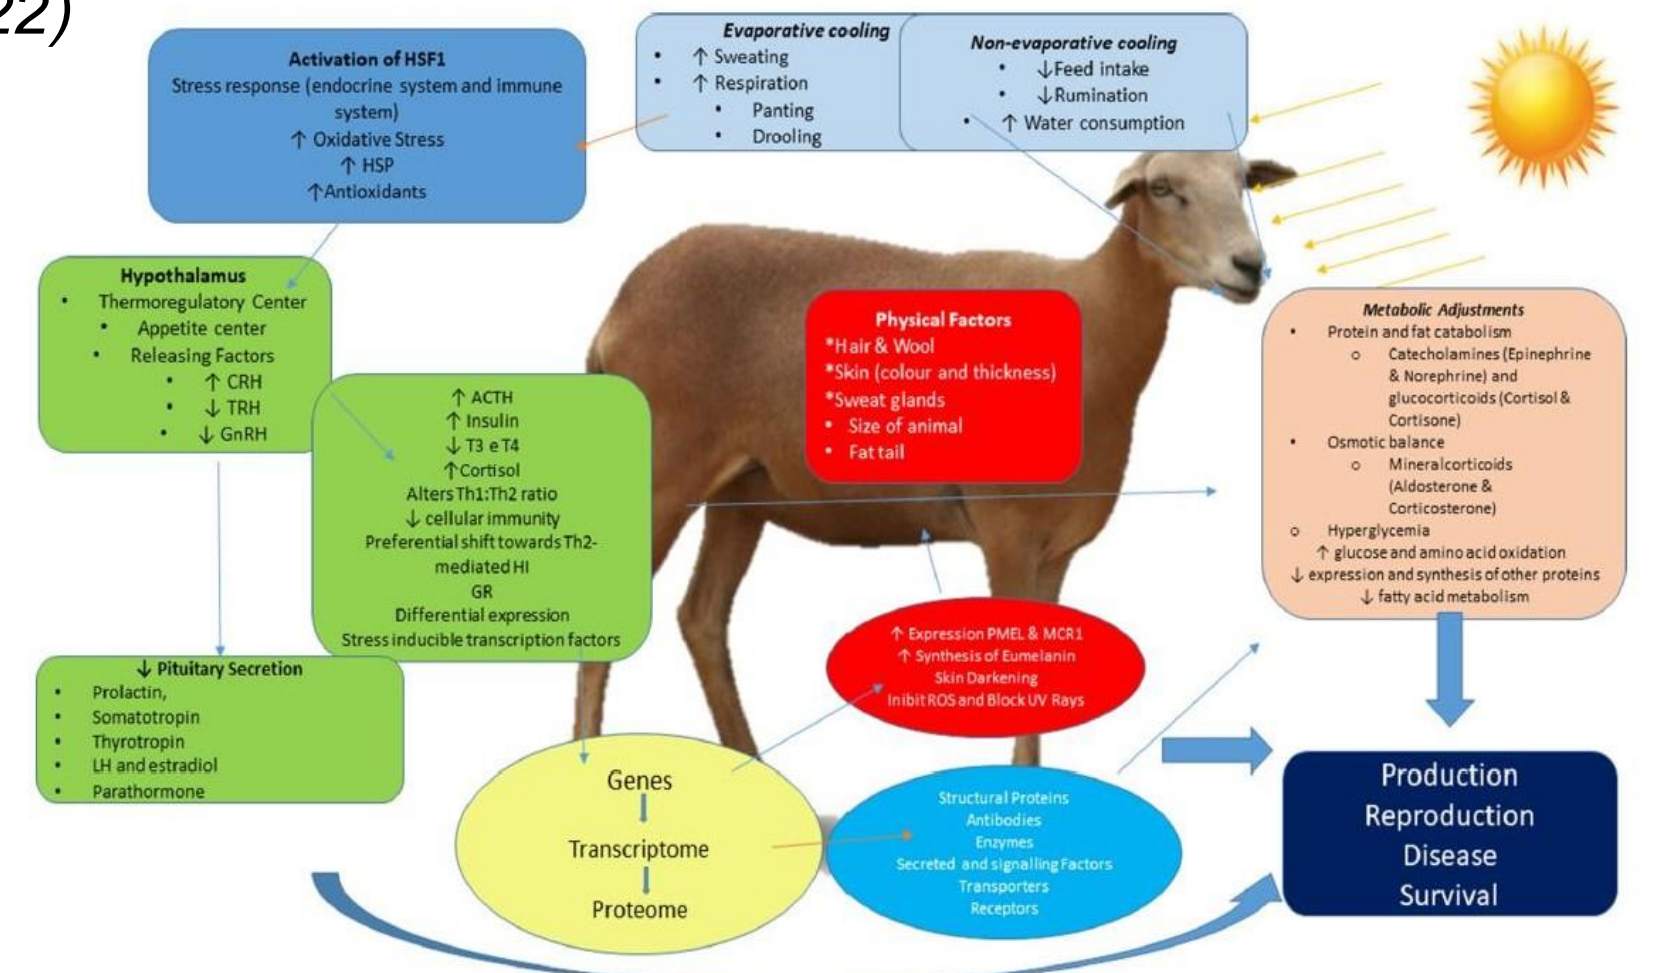 22)
Activation of HSF1
Stress response (endocrine system and immune
system)
↑ Oxidative Stress
↑ HSP
↑Antioxidants
Evaporative cooling
• ↑ Sweating
• ↑ Respiration
• Panting
• Drooling
Non-evaporative cooling
• ↓Feed intake
• ↓Rumination
• ↑ Water consumption
Hypothalamus
• Thermoregulatory Center
• Appetite center
• Releasing Factors
• ↑ CRH
• ↓ TRH
• ↓ GnRH
↑ ACTH
↑ Insulin
↓ T3 e T4
↑Cortisol
Alters Th1:Th2 ratio
↓ cellular immunity
Preferential shift towards Th2-
mediated HI
GR
Differential expression
Stress inducible transcription factors
↓ Pituitary Secretion
• Prolactin,
• Somatotropin
• Thyrotropin
• LH and estradiol
• Parathormone
Physical Factors
*Hair & Wool
*Skin (colour and thickness)
*Sweat glands
• Size of animal
• Fat tail
Metabolic Adjustments
• Protein and fat catabolism
o Catecholamines (Epinephrine
& Norephrine) and
glucocorticoids (Cortisol &
Cortisone)
• Osmotic balance
o Mineralcorticoids
(Aldosterone &
Corticosterone)
o Hyperglycemia
↑ glucose and amino acid oxidation
↓ expression and synthesis of other proteins
↓ fatty acid metabolism
↑ Expression PMEL & MCR1
↑ Synthesis of Eumelanin
Skin Darkening
Inibit ROS and Block UV Rays
Genes
Transcriptome
Proteome
Structural Proteins
Antibodies
Enzymes
Secreted and signalling Factors
Transporters
Receptors
Production
Reproduction
Disease
Survival